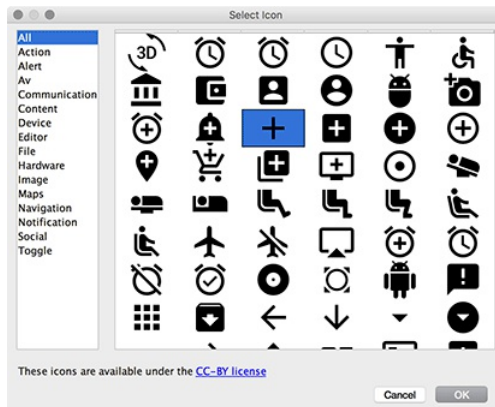 Select Icon
All
Action
Alert
Av
Communication
Content
Device
Editor
File
Hardware
Image
Maps
Navigation
Notification
Social
Toggle
3D
These icons are available under the CC-BY license
Cancel
OK